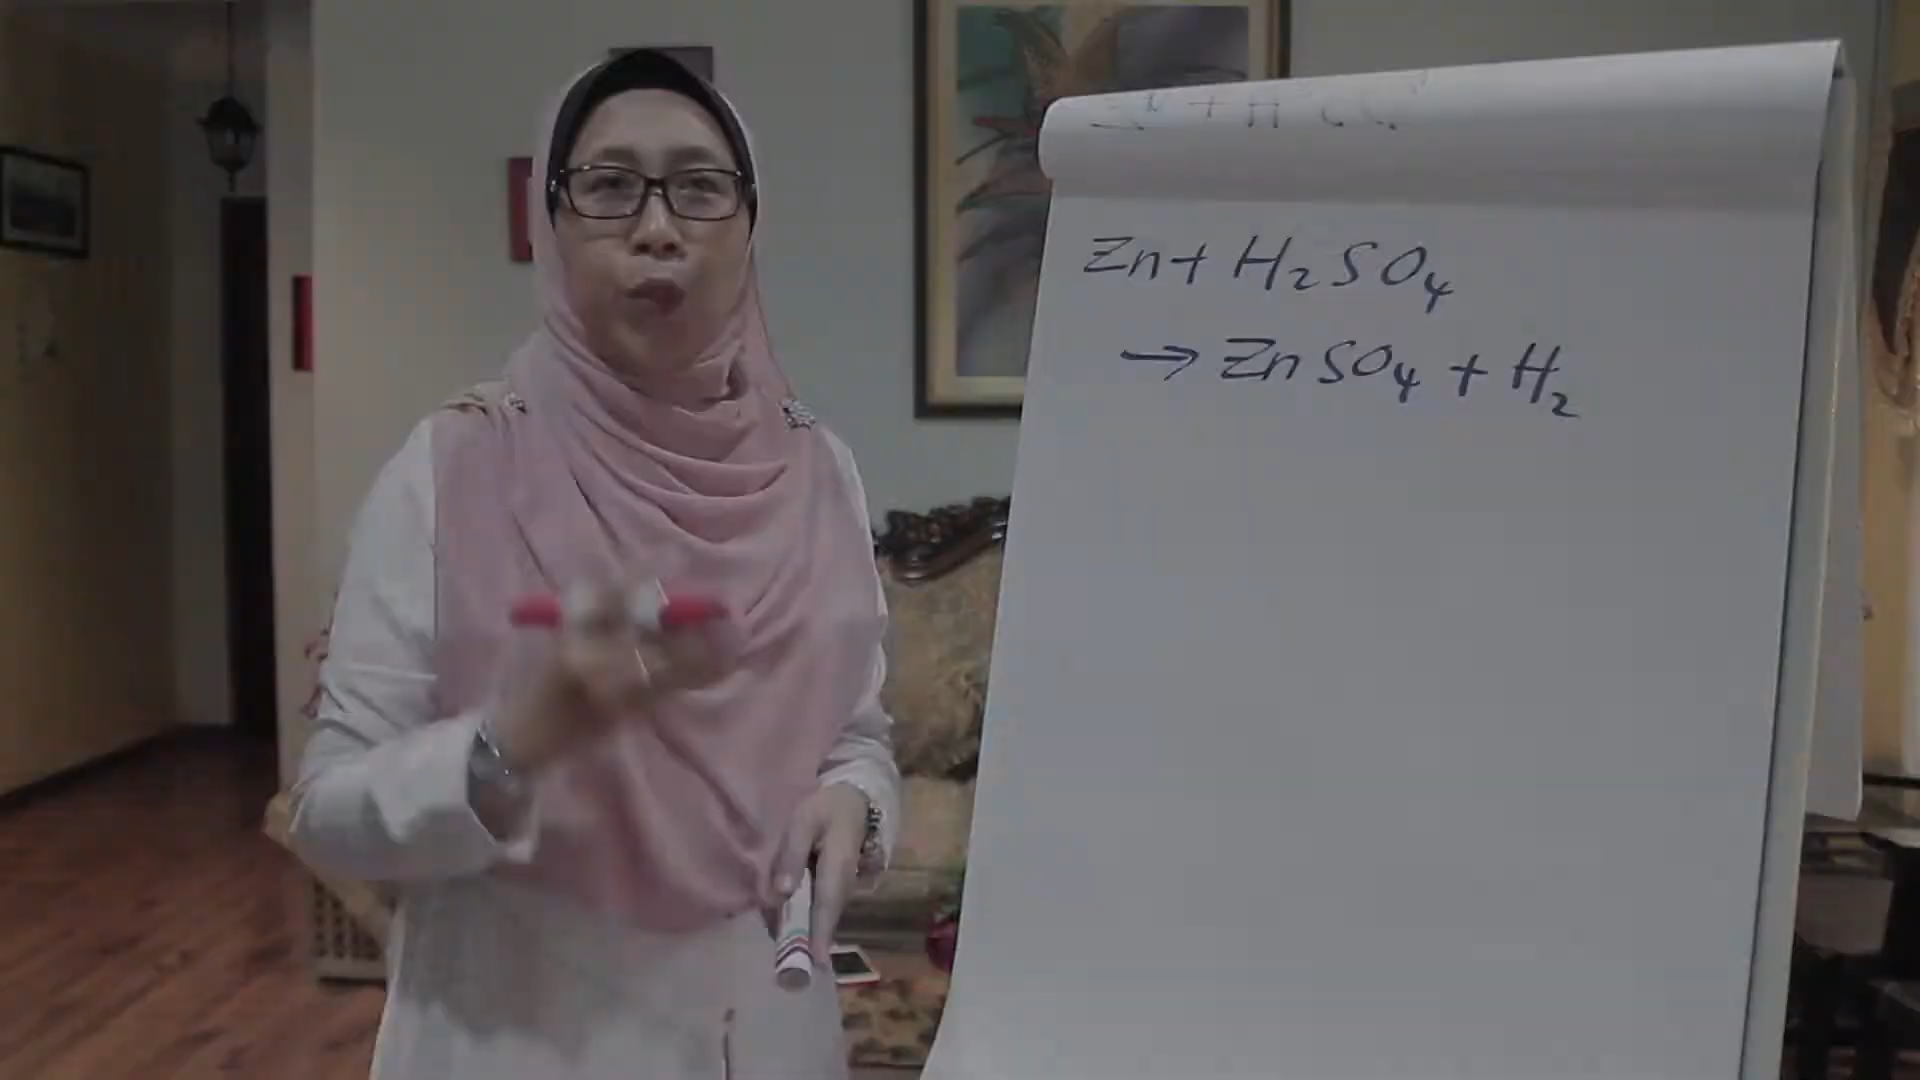 Zn + H₂SO₄
→ ZnSO₄ + H₂